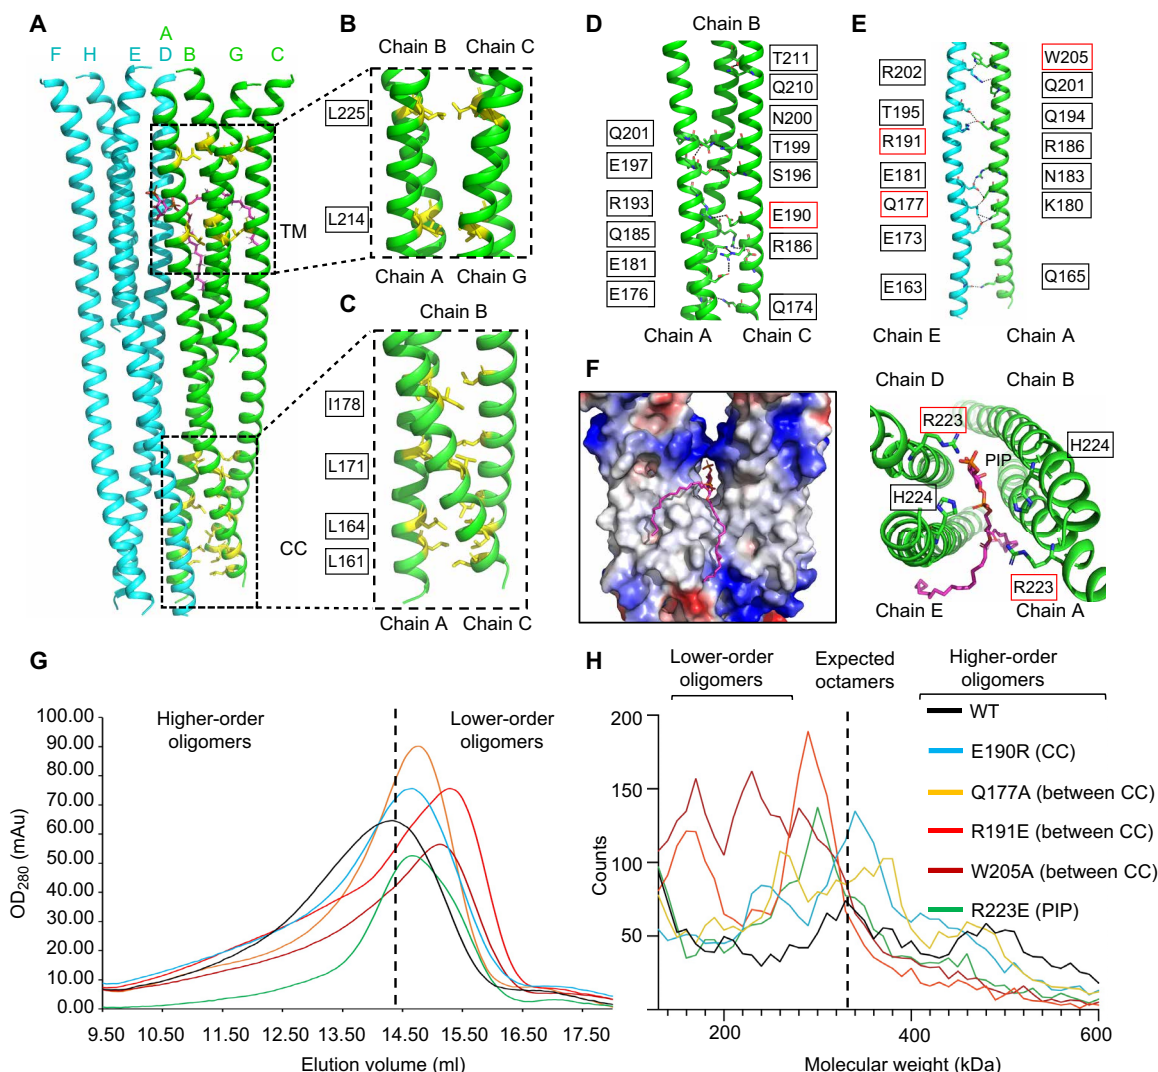 A
A
F H E D B G C
TM
CC
B
Chain B Chain C
L225
L214
Chain A Chain G
C
Chain B
I178
L171
L164
L161
Chain A Chain C
D
Chain B
Q201
E197
R193
Q185
E181
E176
T211
Q210
N200
T199
S196
E190
R186
Q174
Chain A Chain C
E
R202
T195
R191
E181
Q177
E173
E163
W205
Q201
Q194
R186
N183
K180
Q165
Chain E Chain A
F
Chain D Chain B
R223
H224
PIP
H224
R223
Chain E Chain A
G
Higher-order
oligomers
Lower-order
oligomers
OD280 (mAu)
100.00
90.00
80.00
70.00
60.00
50.00
40.00
30.00
20.00
10.00
0.00
9.50 10.50 11.50 12.50 13.50 14.50 15.50 16.50 17.50
Elution volume (ml)
H
Lower-order
oligomers
Expected
octamers
Higher-order
oligomers
Counts
200
150
100
50
200 400 600
Molecular weight (kDa)
WT
E190R (CC)
Q177A (between CC)
R191E (between CC)
W205A (between CC)
R223E (PIP)